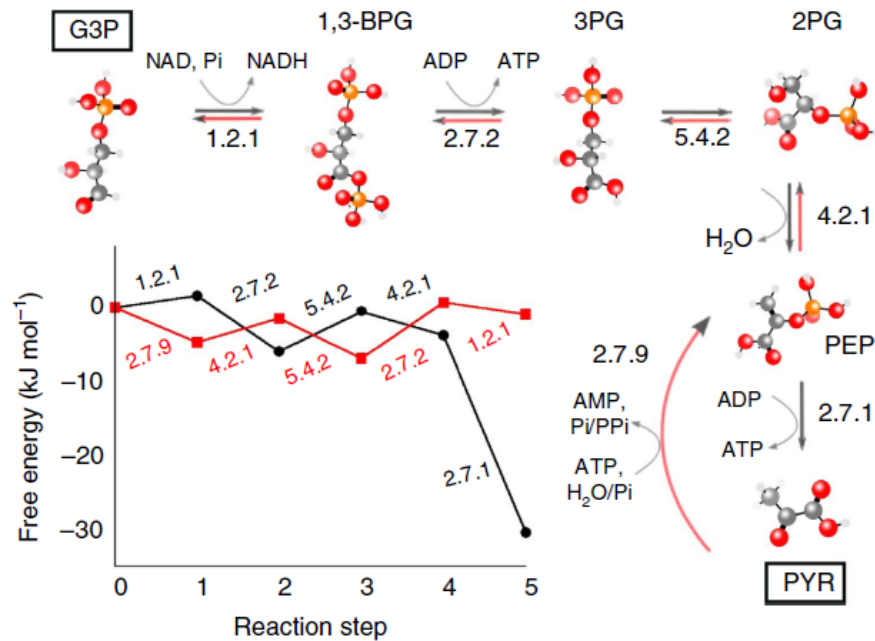 G3P
1,3-BPG
3PG
2PG
NAD, Pi
NADH
ADP
ATP
1.2.1
2.7.2
5.4.2
H₂O
4.2.1
PEP
2.7.9
AMP,
Pi/PPi
ATP,
H₂O/Pi
ADP
2.7.1
ATP
PYR
Free energy (kJ mol⁻¹)
0
−10
−20
−30
1.2.1
2.7.2
5.4.2
4.2.1
2.7.1
2.7.9
4.2.1
5.4.2
2.7.2
1.2.1
0
1
2
3
4
5
Reaction step